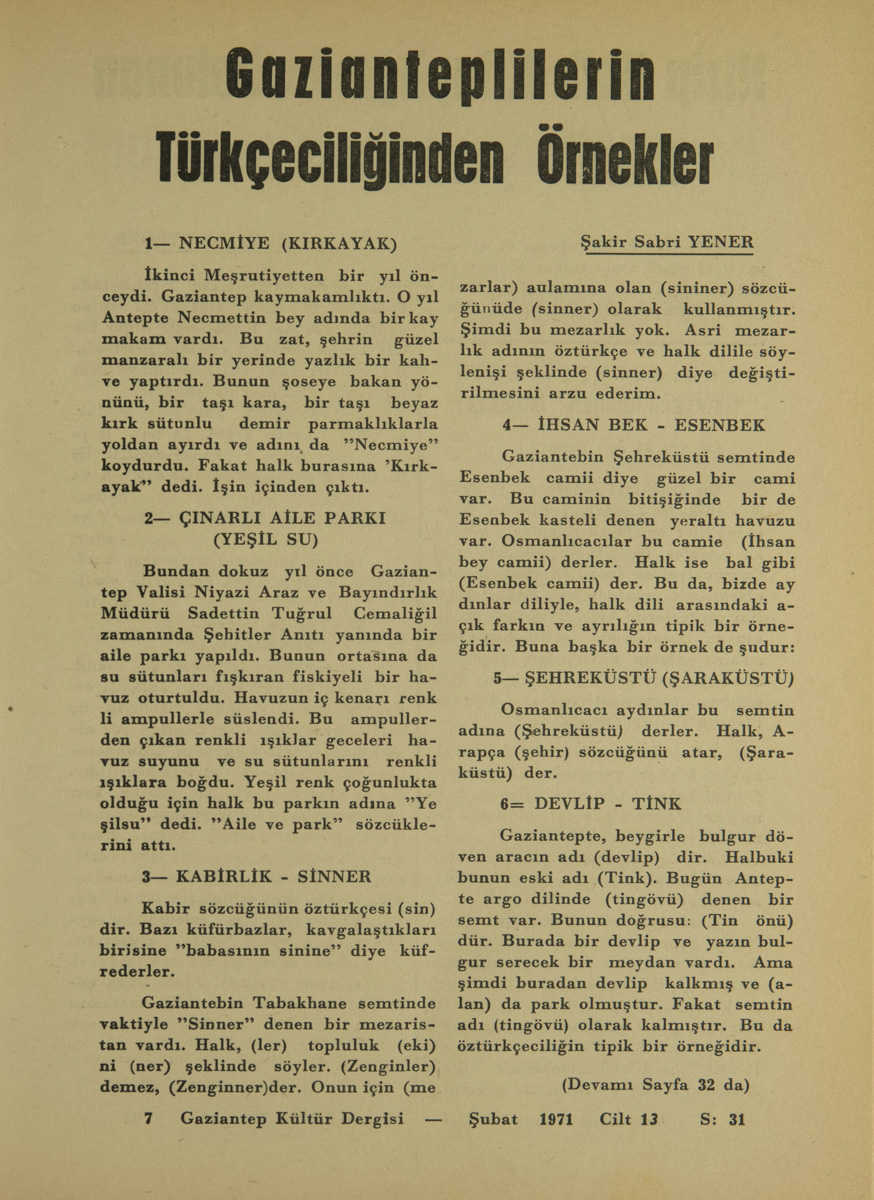 Gazianteplilerin
Türkçeciliğinden Örnekler
1— NECMİYE (KIRKAYAK)
İkinci Meşrutiyetten bir yıl ön-
ceydi. Gaziantep kaymakamlıktı. O yıl
Antepte Necmettin bey adında bir kay
makam vardı. Bu zat, şehrin güzel
manzaralı bir yerinde yazlık bir kah-
ve yaptırdı. Bunun şoseye bakan yö-
nünü, bir taşı kara, bir taşı beyaz
kırk sütunlu demir parmaklıklarla
yoldan ayırdı ve adını da ”Necmiye”
koydurdu. Fakat halk burasına ’Kırk-
ayak” dedi. İşin içinden çıktı.
2— ÇINARLI AİLE PARKI
(YEŞİL SU)
Bundan dokuz yıl önce Gazian-
tep Valisi Niyazi Araz ve Bayındırlık
Müdürü Sadettin Tuğrul Cemaliğil
zamanında Şehitler Anıtı yanında bir
aile parkı yapıldı. Bunun ortasına da
su sütunları fışkıran fiskiyeli bir ha-
vuz oturtuldu. Havuzun iç kenarı renk
li ampullerle süslendi. Bu ampuller-
den çıkan renkli ışıklar geceleri ha-
vuz suyunu ve su sütunlarını renkli
ışıklara boğdu. Yeşil renk çoğunlukta
olduğu için halk bu parkın adına ”Ye
şilsu” dedi. ”Aile ve park” sözcükle-
rini attı.
3— KABİRLİK - SİNNER
Kabir sözcüğünün öztürkçesi (sin)
dir. Bazı küfürbazlar, kavgalaştıkları
birisine ”babasının sinine” diye küf-
rederler.
Gaziantebin Tabakhane semtinde
vaktiyle ”Sinner” denen bir mezaris-
tan vardı. Halk, (ler) topluluk (eki)
ni (ner) şeklinde söyler. (Zenginler)
demez, (Zenginner)der. Onun için (me
Şakir Sabri YENER
zarlar) anlamına olan (sininer) sözcü-
ğünüde (sinner) olarak kullanmıştır.
Şimdi bu mezarlık yok. Asri mezar-
lık adının öztürkçe ve halk dilile söy-
lenişi şeklinde (sinner) diye değişti-
rilmesini arzu ederim.
4— İHSAN BEK - ESENBEK
Gaziantebin Şehreküstü semtinde
Esenbek camii diye güzel bir cami
var. Bu caminin bitişiğinde bir de
Esenbek kasteli denen yeraltı havuzu
var. Osmanlıcacılar bu camie (İhsan
bey camii) derler. Halk ise bal gibi
(Esenbek camii) der. Bu da, bizde ay
dınlar diliyle, halk dili arasındaki a-
çık farkın ve ayrılığın tipik bir örne-
ğidir. Buna başka bir örnek de şudur:
5— ŞEHREKÜSTÜ (ŞARAKÜSTÜ)
Osmanlıcacı aydınlar bu semtin
adına (Şehreküstü) derler. Halk, A-
rapça (şehir) sözcüğünü atar, (Şara-
küstü) der.
6= DEVLİP - TİNK
Gaziantepte, beygirle bulgur dö-
ven aracın adı (devlip) dir. Halbuki
bunun eski adı (Tink). Bugün Antep-
te argo dilinde (tingövü) denen bir
semt var. Bunun doğrusu: (Tin önü)
dür. Burada bir devlip ve yazın bul-
gur serecek bir meydan vardı. Ama
şimdi buradan devlip kalkmış ve (a-
lan) da park olmuştur. Fakat semtin
adı (tingövü) olarak kalmıştır. Bu da
öztürkçeciliğin tipik bir örneğidir.
(Devamı Sayfa 32 da)
7 Gaziantep Kültür Dergisi — Şubat 1971 Cilt 13 S: 31